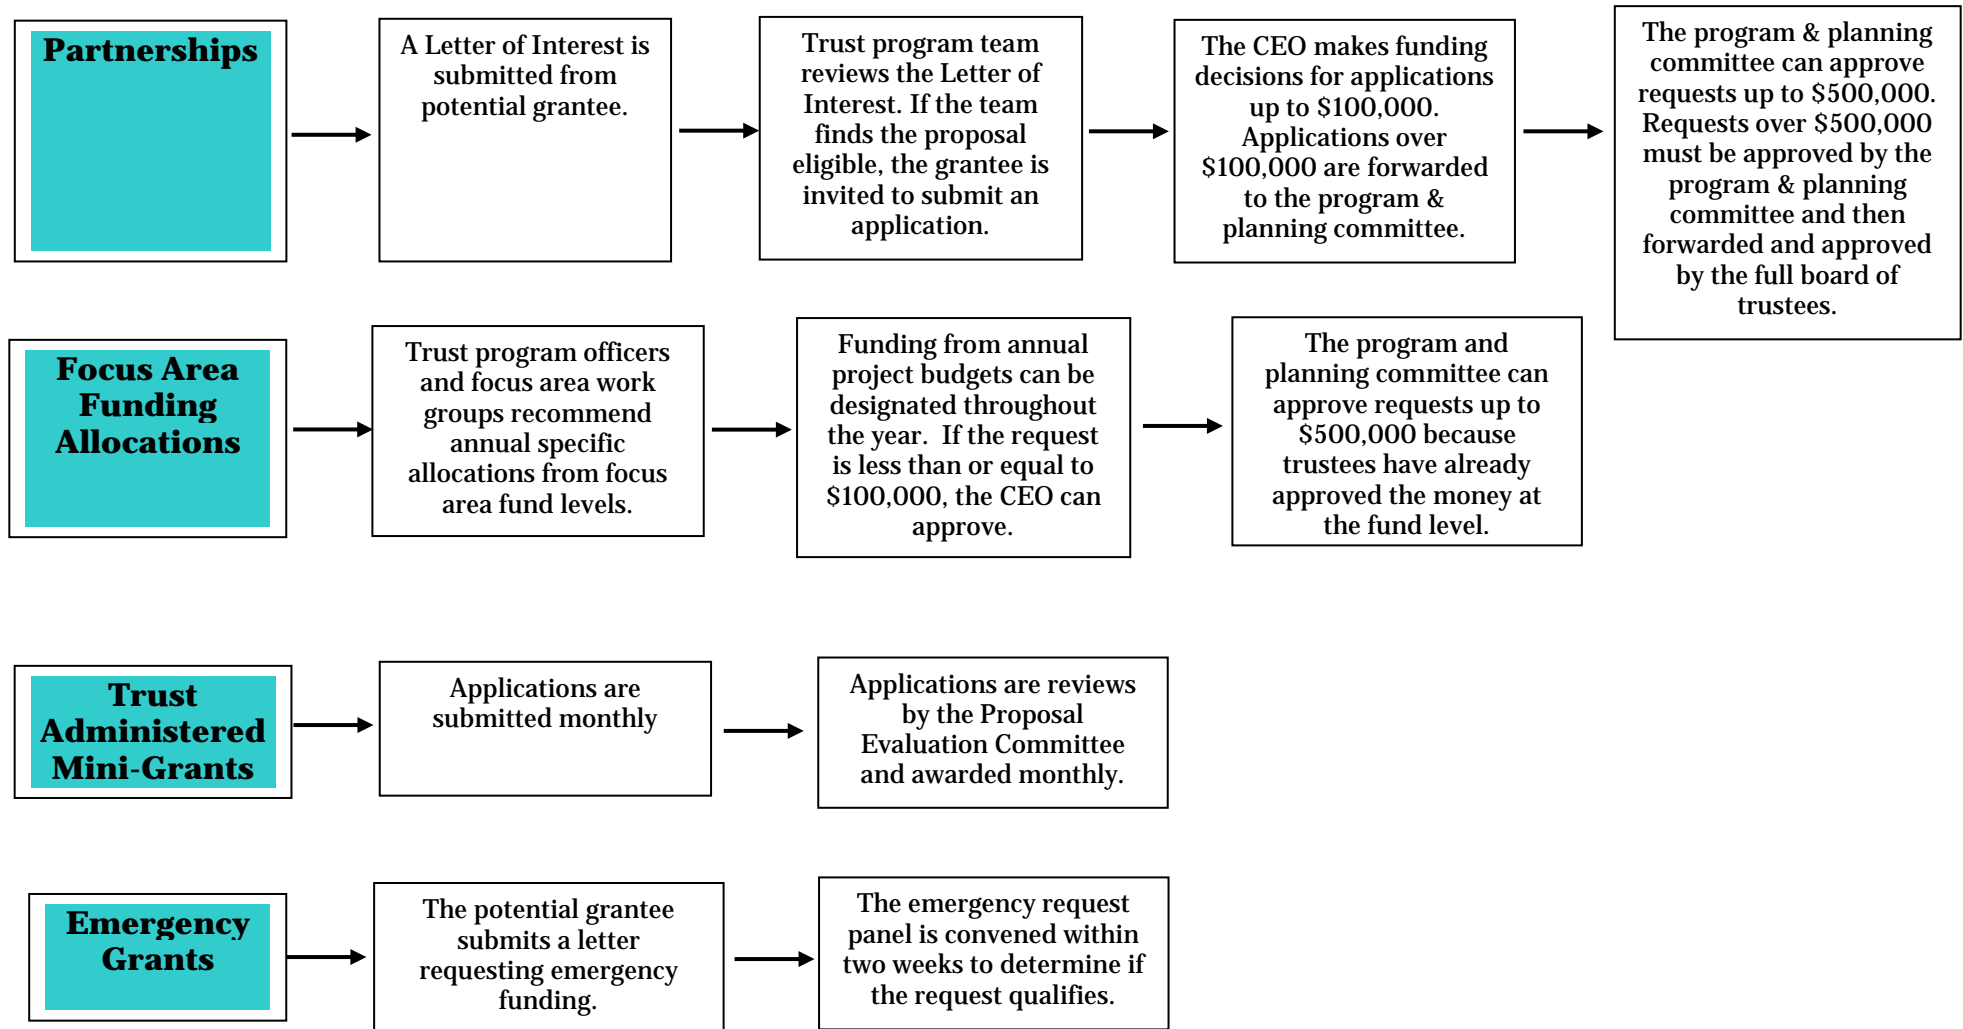 Partnerships
A Letter of Interest is
submitted from
potential grantee.
Trust program team
reviews the Letter of
Interest. If the team
finds the proposal
eligible, the grantee is
invited to submit an
application.
The CEO makes funding
decisions for applications
up to $100,000.
Applications over
$100,000 are forwarded
to the program &
planning committee.
The program & planning
committee can approve
requests up to $500,000.
Requests over $500,000
must be approved by the
program & planning
committee and then
forwarded and approved
by the full board of
trustees.
Focus Area
Funding
Allocations
Trust program officers
and focus area work
groups recommend
annual specific
allocations from focus
area fund levels.
Funding from annual
project budgets can be
designated throughout
the year. If the request
is less than or equal to
$100,000, the CEO can
approve.
The program and
planning committee can
approve requests up to
$500,000 because
trustees have already
approved the money at
the fund level.
Trust
Administered
Mini-Grants
Applications are
submitted monthly
Applications are reviews
by the Proposal
Evaluation Committee
and awarded monthly.
Emergency
Grants
The potential grantee
submits a letter
requesting emergency
funding.
The emergency request
panel is convened within
two weeks to determine if
the request qualifies.